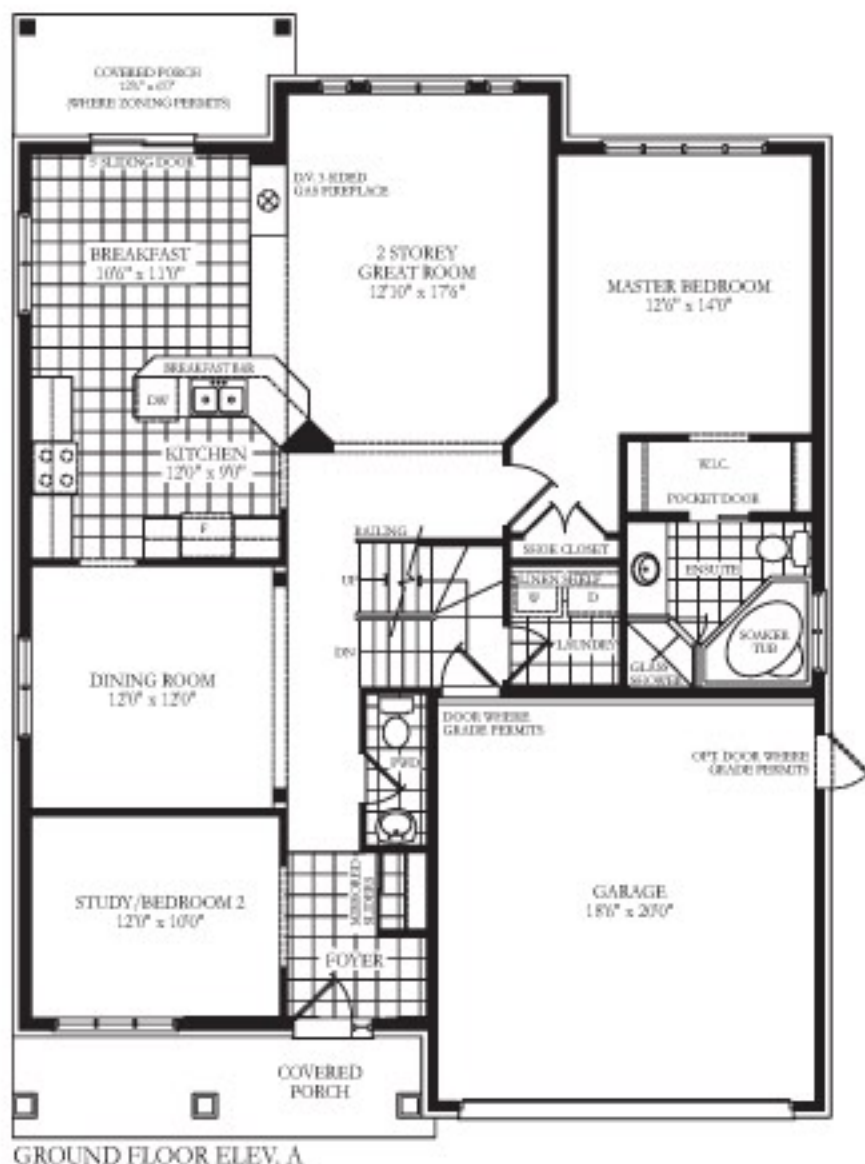 COVERED PORCH
(WHERE ZONING PERMITS)
5' SLIDING DOOR
D.V. 3-SIDED
GAS FIREPLACE
BREAKFAST
10'6" x 11'0"
2 STOREY
GREAT ROOM
12'10" x 17'6"
MASTER BEDROOM
12'6" x 14'0"
BREAKFAST BAR
DW
KITCHEN
12'0" x 9'0"
W.I.C.
POCKET DOOR
F
RAILING
SHOE CLOSET
ENSUITE
UP
LINEN SHELF
W
D
DN
LAUNDRY
SOAKER
TUB
GLASS
SHOWER
DINING ROOM
12'0" x 12'0"
DOOR WHERE
GRADE PERMITS
OPT. DOOR WHERE
GRADE PERMITS
PWD
STUDY/BEDROOM 2
12'0" x 10'0"
MIRRORED
SLIDERS
GARAGE
18'6" x 20'0"
FOYER
COVERED
PORCH
GROUND FLOOR ELEV. A